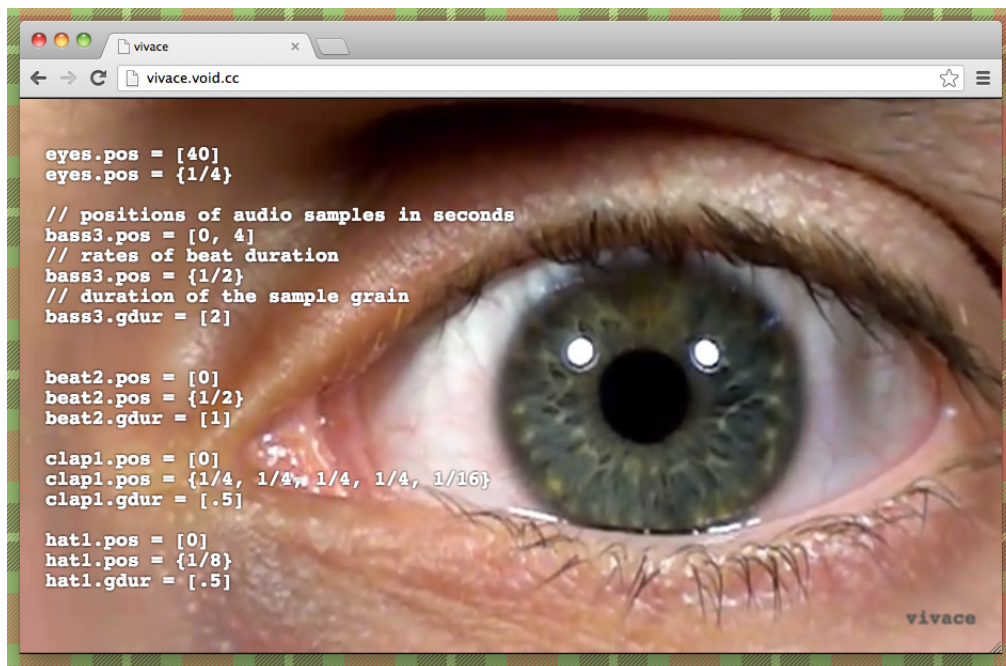 vivace
vivace.void.cc
eyes.pos = [40]
eyes.pos = {1/4}
// positions of audio samples in seconds
bass3.pos = [0, 4]
// rates of beat duration
bass3.pos = {1/2}
// duration of the sample grain
bass3.gdur = [2]
beat2.pos = [0]
beat2.pos = {1/2}
beat2.gdur = [1]
clap1.pos = [0]
clap1.pos = {1/4, 1/4, 1/4, 1/4, 1/16}
clap1.gdur = [.5]
hat1.pos = [0]
hat1.pos = {1/8}
hat1.gdur = [.5]
vivace